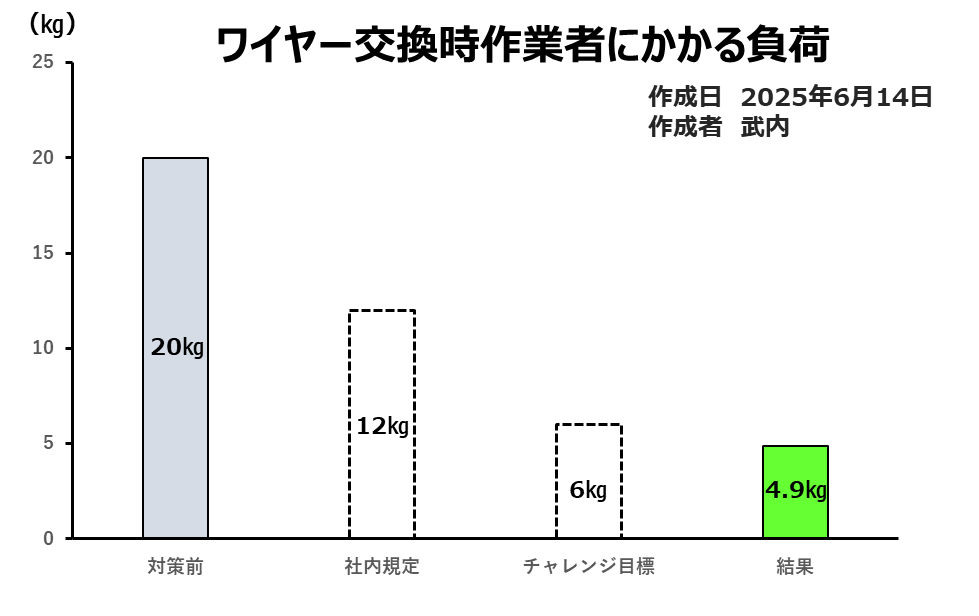 (㎏)
ワイヤー交換時作業者にかかる負荷
作成日 2025年6月14日
作成者 武内
25
20
15
10
5
0
20㎏
12㎏
6㎏
4.9㎏
対策前 社内規定 チャレンジ目標 結果